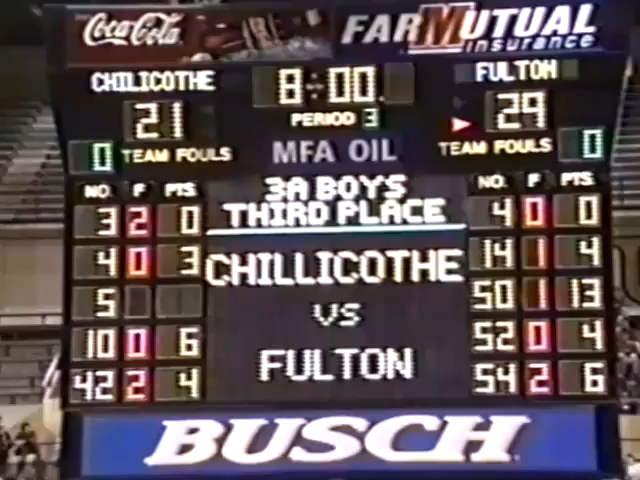 Coca-Cola
FARM MUTUAL
insurance
CHILICOTHE 8:00 FULTON
21 PERIOD 3 29
0 TEAM FOULS MFA OIL TEAM FOULS 0
NO. F PTS. 3A BOYS NO. F PTS.
3 2 0 THIRD PLACE 4 0 0
4 0 3 CHILLICOTHE 14 1 4
5 VS 50 1 13
10 0 6 FULTON 52 0 4
42 2 4 54 2 6
BUSCH